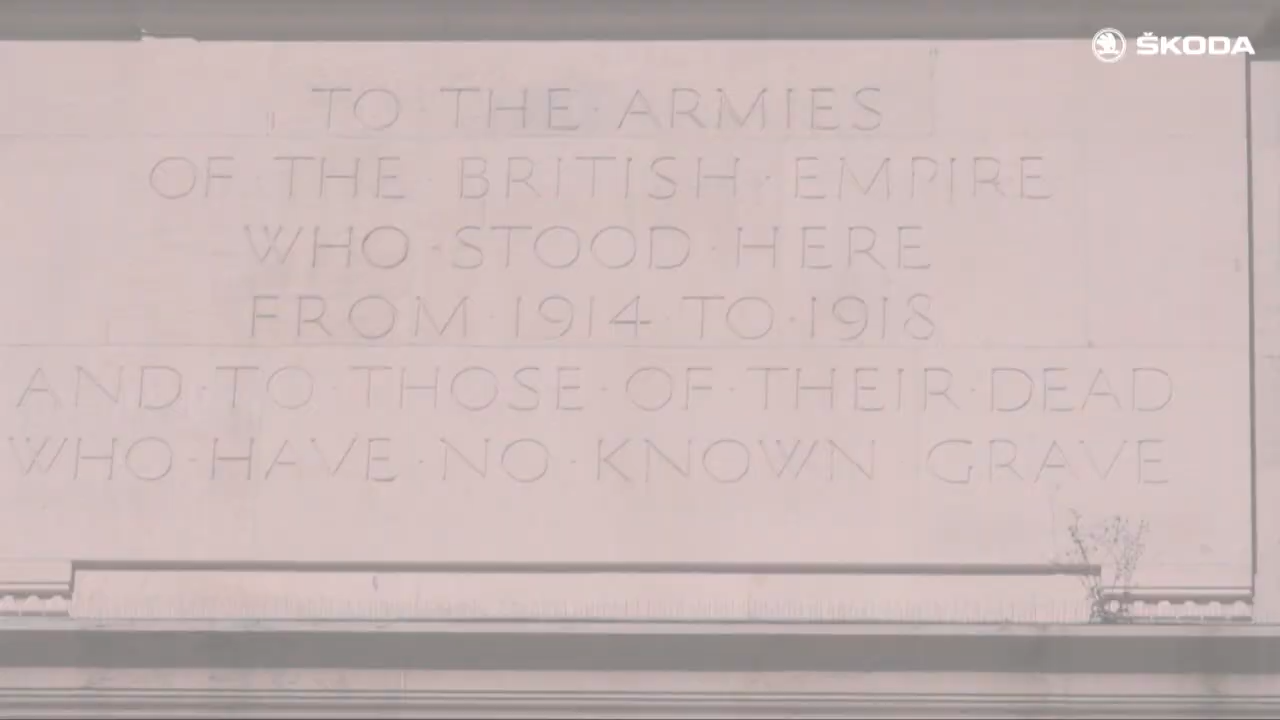 ŠKODA
TO · THE · ARMIES
OF · THE · BRITISH · EMPIRE
WHO · STOOD · HERE
FROM · 1914 · TO · 1918
AND · TO · THOSE · OF · THEIR · DEAD
WHO · HAVE · NO · KNOWN · GRAVE